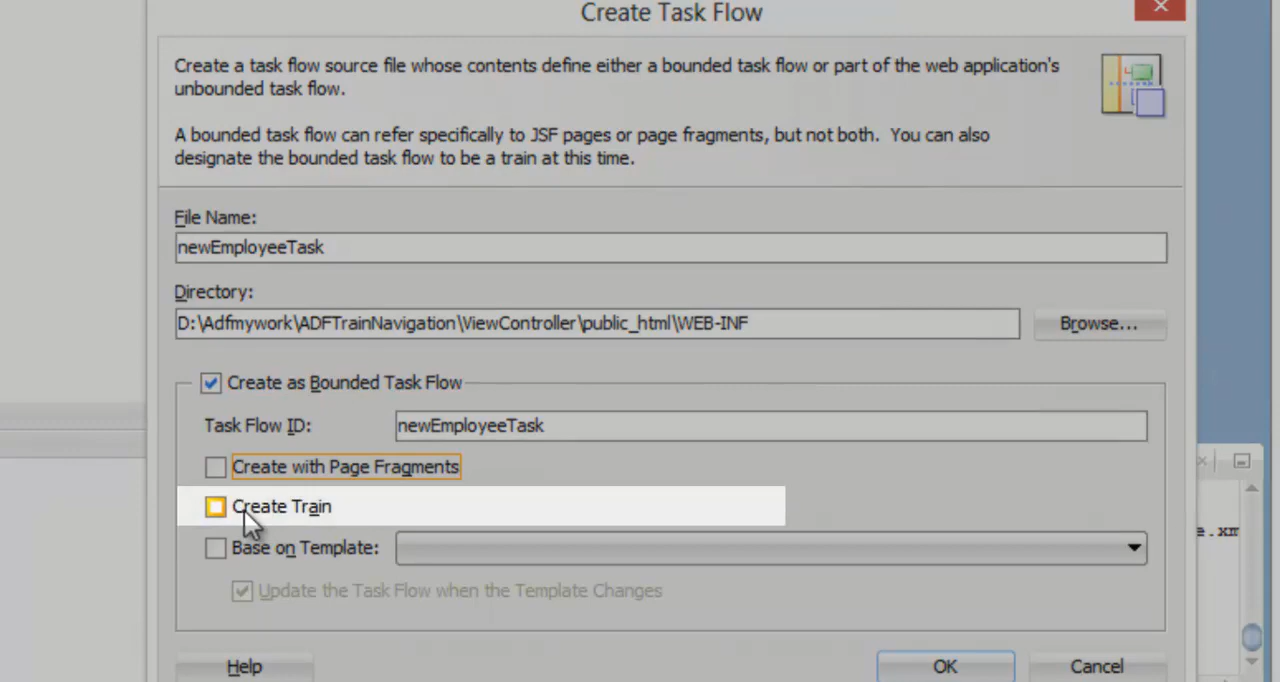 Create Task Flow
Create a task flow source file whose contents define either a bounded task flow or part of the web application's
unbounded task flow.
A bounded task flow can refer specifically to JSF pages or page fragments, but not both.  You can also
designate the bounded task flow to be a train at this time.
File Name:
newEmployeeTask
Directory:
D:\Adfmywork\ADFTrainNavigation\ViewController\public_html\WEB-INF
Browse...
Create as Bounded Task Flow
Task Flow ID:
newEmployeeTask
Create with Page Fragments
Create Train
e.xm
Base on Template:
Update the Task Flow when the Template Changes
Help
OK
Cancel